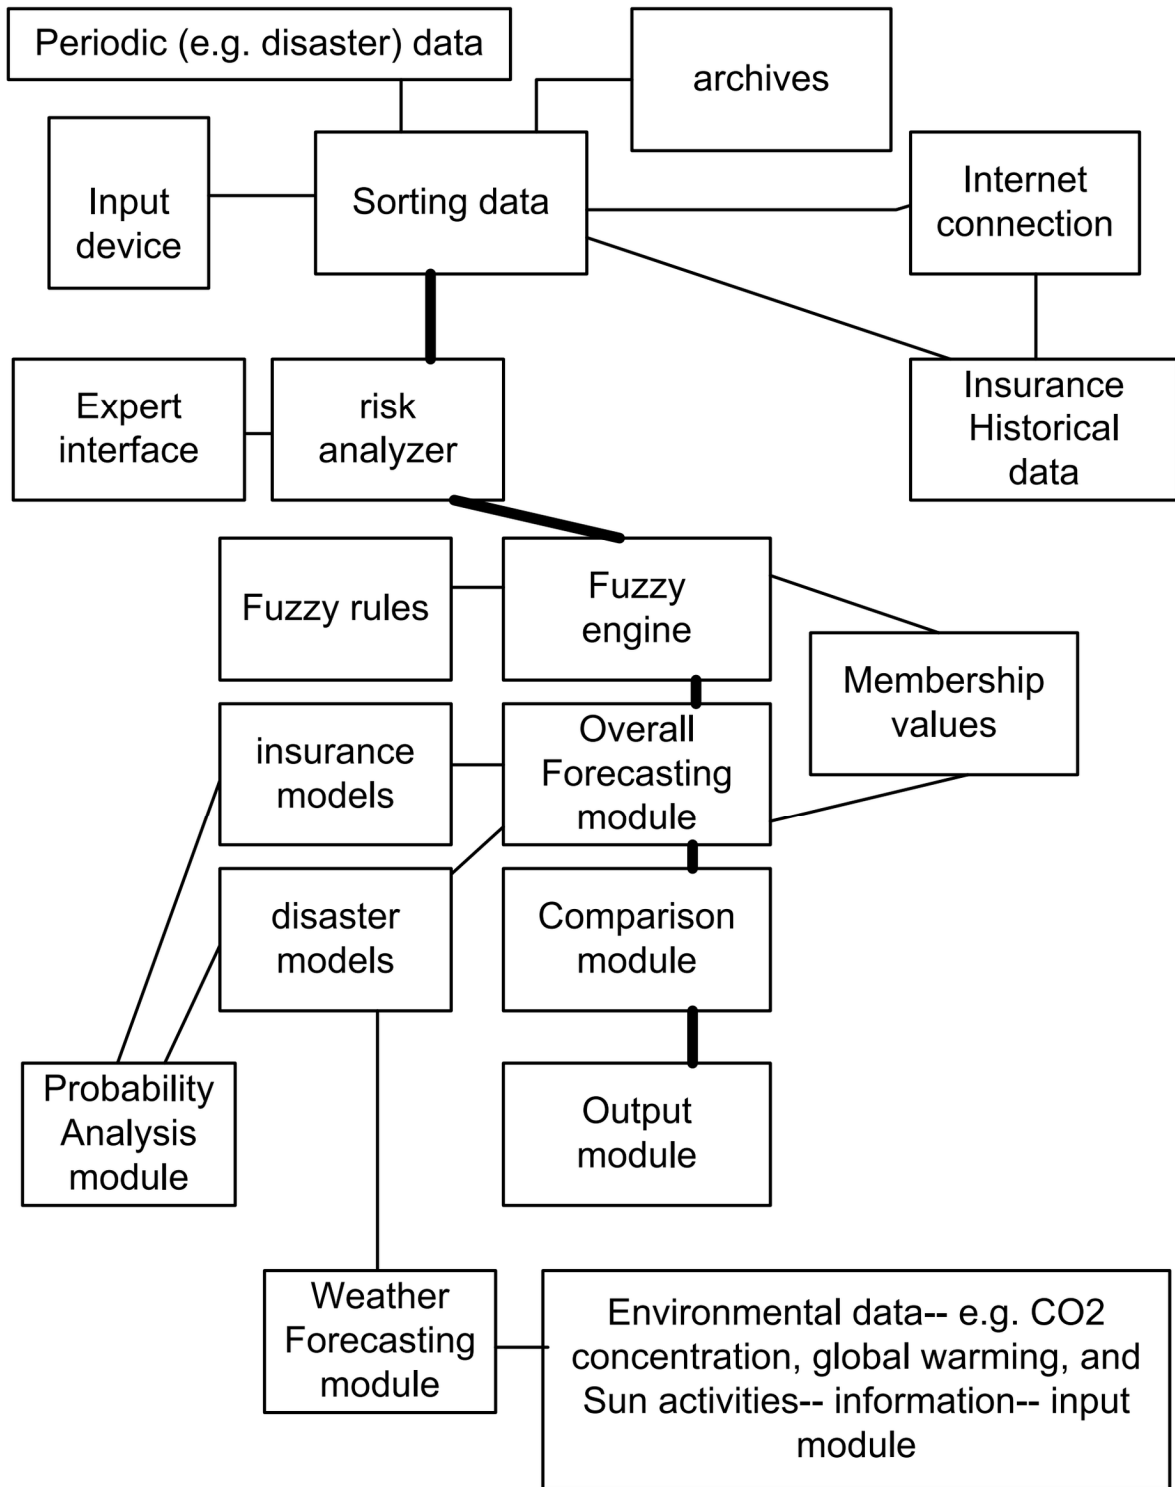 Periodic (e.g. disaster) data
archives
Input
device
Sorting data
Internet
connection
Expert
interface
risk
analyzer
Insurance
Historical
data
Fuzzy rules
Fuzzy
engine
Membership
values
insurance
models
Overall
Forecasting
module
disaster
models
Comparison
module
Probability
Analysis
module
Output
module
Weather
Forecasting
module
Environmental data-- e.g. CO2
concentration, global warming, and
Sun activities-- information-- input
module